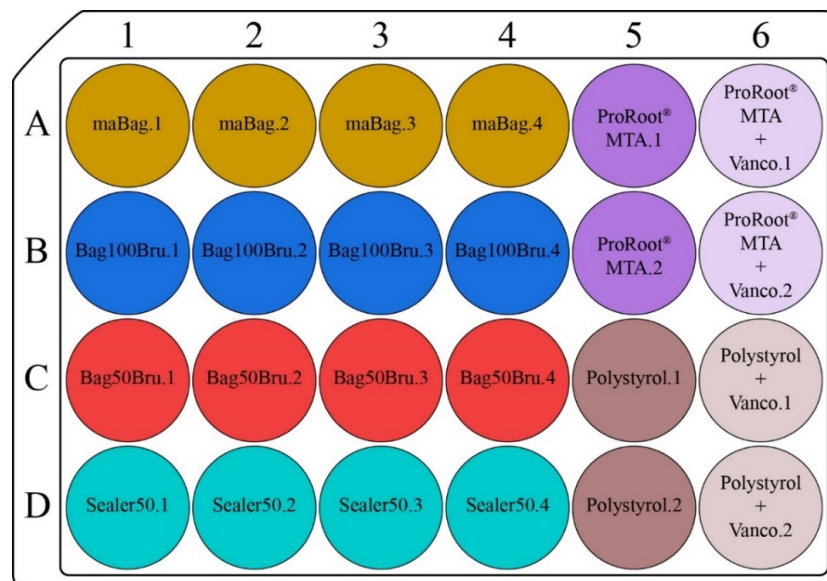 1 2 3 4 5 6
A maBag.1 maBag.2 maBag.3 maBag.4 ProRoot® MTA.1 ProRoot® MTA + Vanco.1
B Bag100Bru.1 Bag100Bru.2 Bag100Bru.3 Bag100Bru.4 ProRoot® MTA.2 ProRoot® MTA + Vanco.2
C Bag50Bru.1 Bag50Bru.2 Bag50Bru.3 Bag50Bru.4 Polystyrol.1 Polystyrol + Vanco.1
D Sealer50.1 Sealer50.2 Sealer50.3 Sealer50.4 Polystyrol.2 Polystyrol + Vanco.2